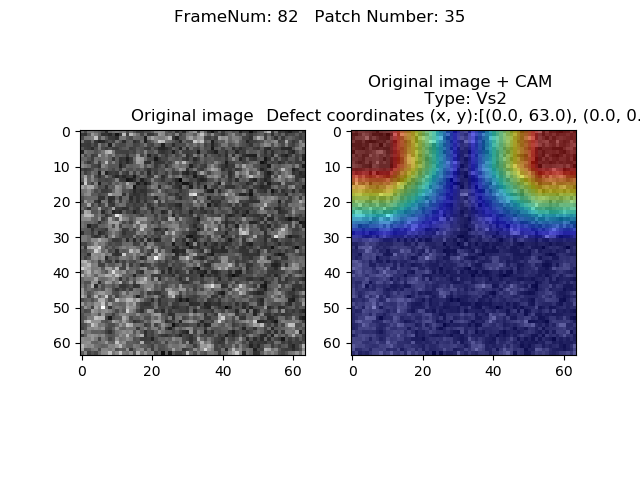 FrameNum: 82   Patch Number: 35
Original image + CAM
Type: Vs2
Original image
Defect coordinates (x, y):[(0.0, 63.0), (0.0, 0.
0
10
20
30
40
50
60
0 20 40 60
0
10
20
30
40
50
60
0 20 40 60